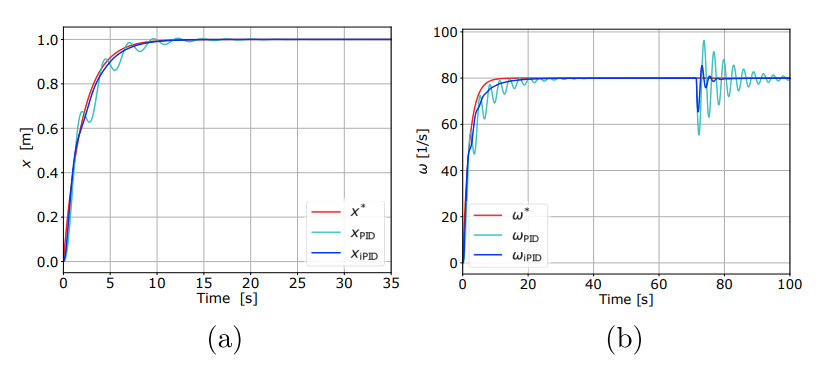 1.0
0.8
0.6
0.4
0.2
0.0
x [m]
x*
xPID
xiPID
0 5 10 15 20 25 30 35
Time [s]
(a)
100
80
60
40
20
0
ω [1/s]
ω*
ωPID
ωiPID
0 20 40 60 80 100
Time [s]
(b)